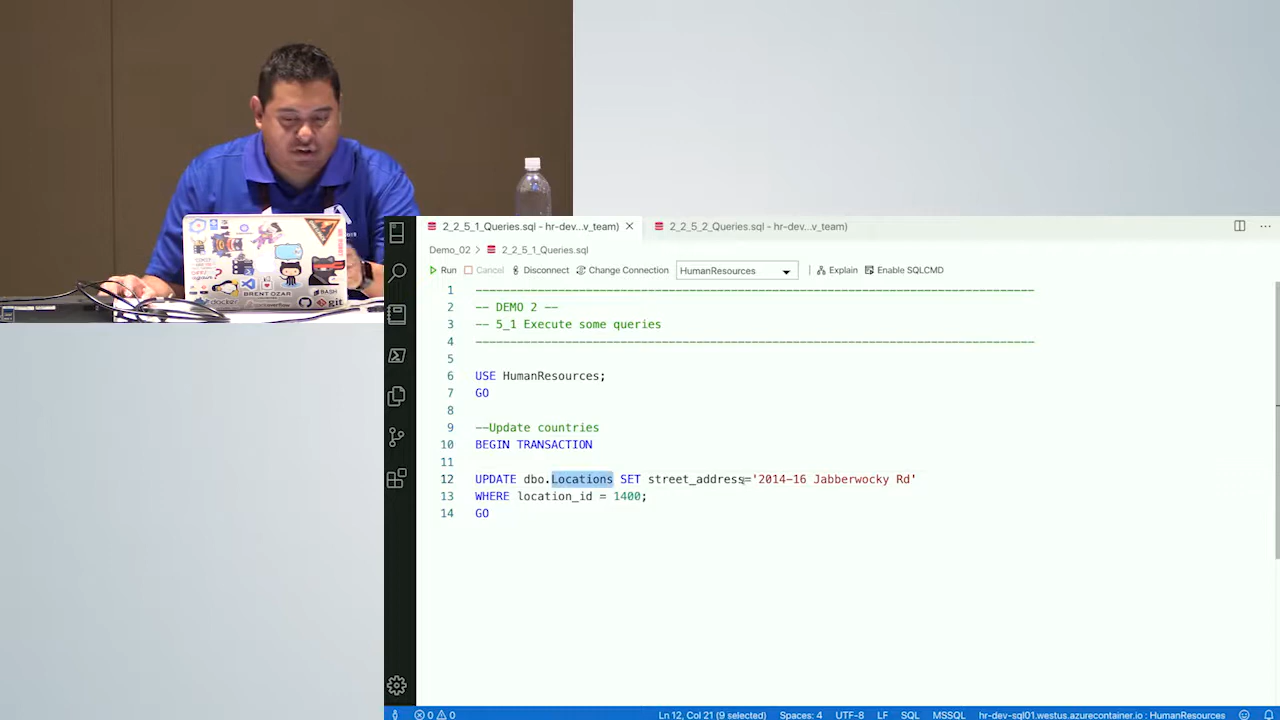 BRENT OZAR
BASH
docker
git
2_2_5_1_Queries.sql - hr-dev...v_team)
2_2_5_2_Queries.sql - hr-dev...v_team)
Demo_02 > 2_2_5_1_Queries.sql
Run Cancel Disconnect Change Connection HumanResources Explain Enable SQLCMD
1 --------------------------------------------------------------------------------
2 -- DEMO 2 --
3 -- 5_1 Execute some queries
4 --------------------------------------------------------------------------------
5
6 USE HumanResources;
7 GO
8
9 --Update countries
10 BEGIN TRANSACTION
11
12 UPDATE dbo.Locations SET street_address='2014-16 Jabberwocky Rd'
13 WHERE location_id = 1400;
14 GO
0 0 Ln 12, Col 21 (9 selected) Spaces: 4 UTF-8 LF SQL MSSQL hr-dev-sql01.westus.azurecontainer.io : HumanResources